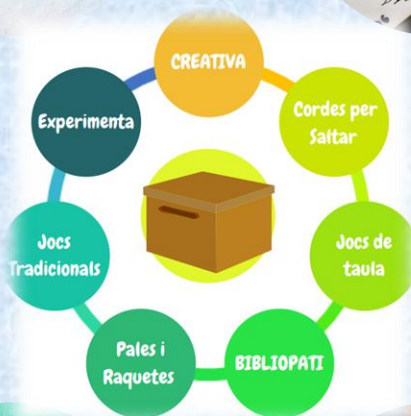 CREATIVA
Cordes per
Saltar
Jocs de
taula
BIBLIOPATI
Pales i
Raquetes
Jocs
Tradicionals
Experimenta